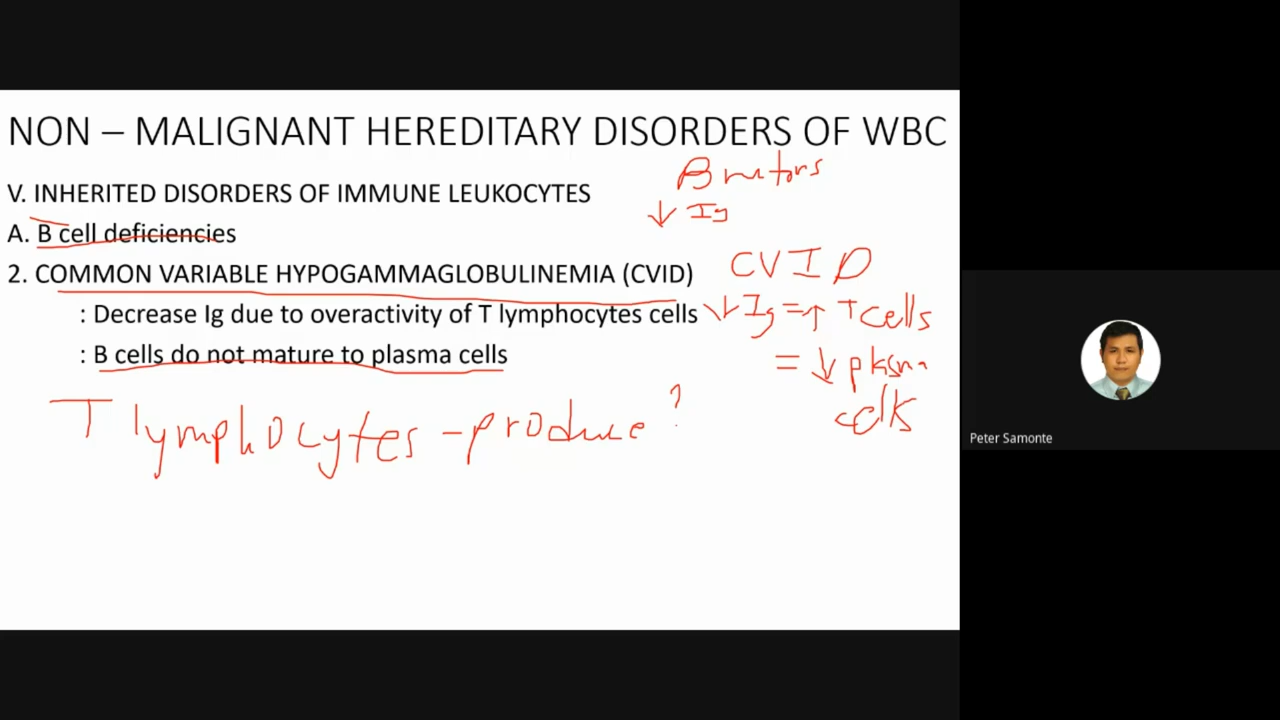 NON – MALIGNANT HEREDITARY DISORDERS OF WBC
V. INHERITED DISORDERS OF IMMUNE LEUKOCYTES
A. B cell deficiencies
2. COMMON VARIABLE HYPOGAMMAGLOBULINEMIA (CVID)
: Decrease Ig due to overactivity of T lymphocytes cells
: B cells do not mature to plasma cells
T lymphocytes - produce ?
Brutons
↓ Ig
CVID
↓ Ig = ↑ T cells
= ↓ plasma
cells
Peter Samonte